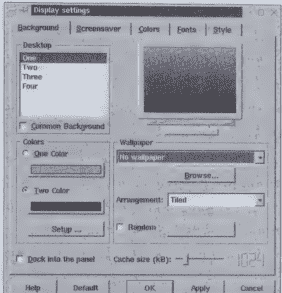 Display settings
Background Screensaver Colors Fonts Style
Desktop
One
Two
Three
Four
Common Background
Colors
One Color
Two Color
Setup ...
Wallpaper
No wallpaper
Browse...
Arrangement: Tiled
Random
Dock into the panel Cache size (kB): 1024
Help Default OK Apply Cancel